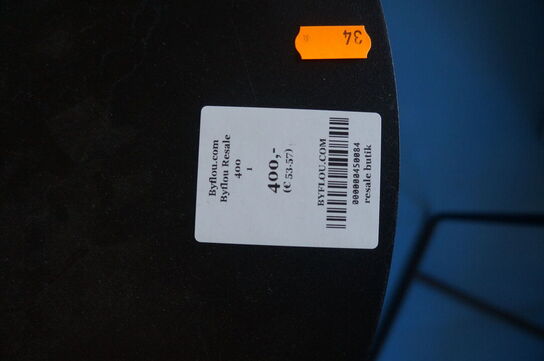 34
Byflou.com
Byflou Resale
400
1
400,-
(€ 53.57)
BYFLOU.COM
000000450084
resale butik